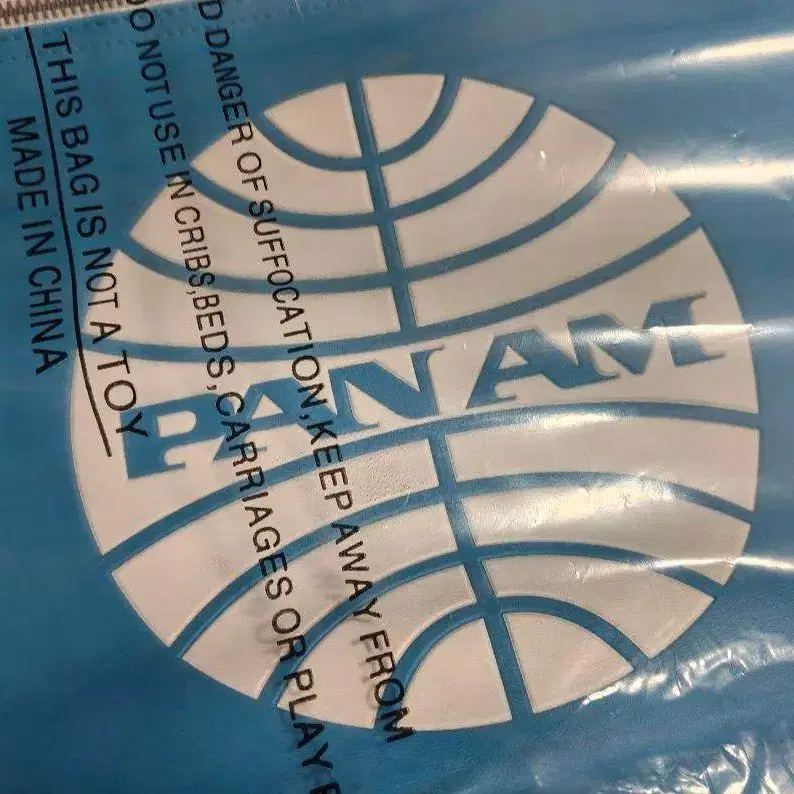 PAN AM
DANGER OF SUFFOCATION,KEEP AWAY FROM
DO NOT USE IN CRIBS,BEDS,CARRIAGES OR PLAY
THIS BAG IS NOT A TOY
MADE IN CHINA